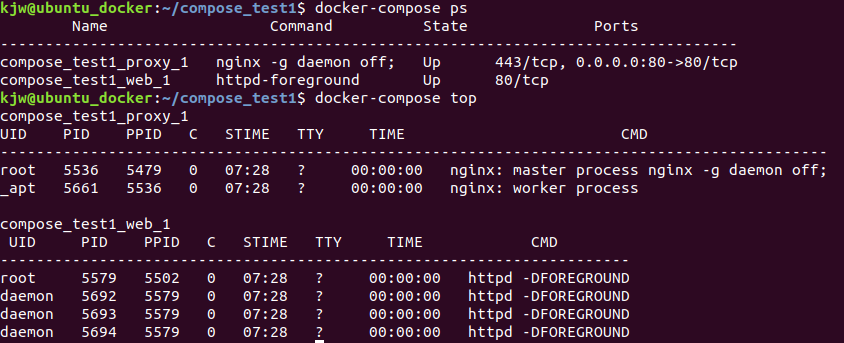 kjw@ubuntu_docker:~/compose_test1$ docker-compose ps
Name Command State Ports
--------------------------------------------------------------------------------
compose_test1_proxy_1 nginx -g daemon off; Up 443/tcp, 0.0.0.0:80->80/tcp
compose_test1_web_1 httpd-foreground Up 80/tcp
kjw@ubuntu_docker:~/compose_test1$ docker-compose top
compose_test1_proxy_1
UID PID PPID C STIME TTY TIME CMD
--------------------------------------------------------------------------------------------
root 5536 5479 0 07:28 ? 00:00:00 nginx: master process nginx -g daemon off;
_apt 5661 5536 0 07:28 ? 00:00:00 nginx: worker process
compose_test1_web_1
UID PID PPID C STIME TTY TIME CMD
----------------------------------------------------------------------
root 5579 5502 0 07:28 ? 00:00:00 httpd -DFOREGROUND
daemon 5692 5579 0 07:28 ? 00:00:00 httpd -DFOREGROUND
daemon 5693 5579 0 07:28 ? 00:00:00 httpd -DFOREGROUND
daemon 5694 5579 0 07:28 ? 00:00:00 httpd -DFOREGROUND